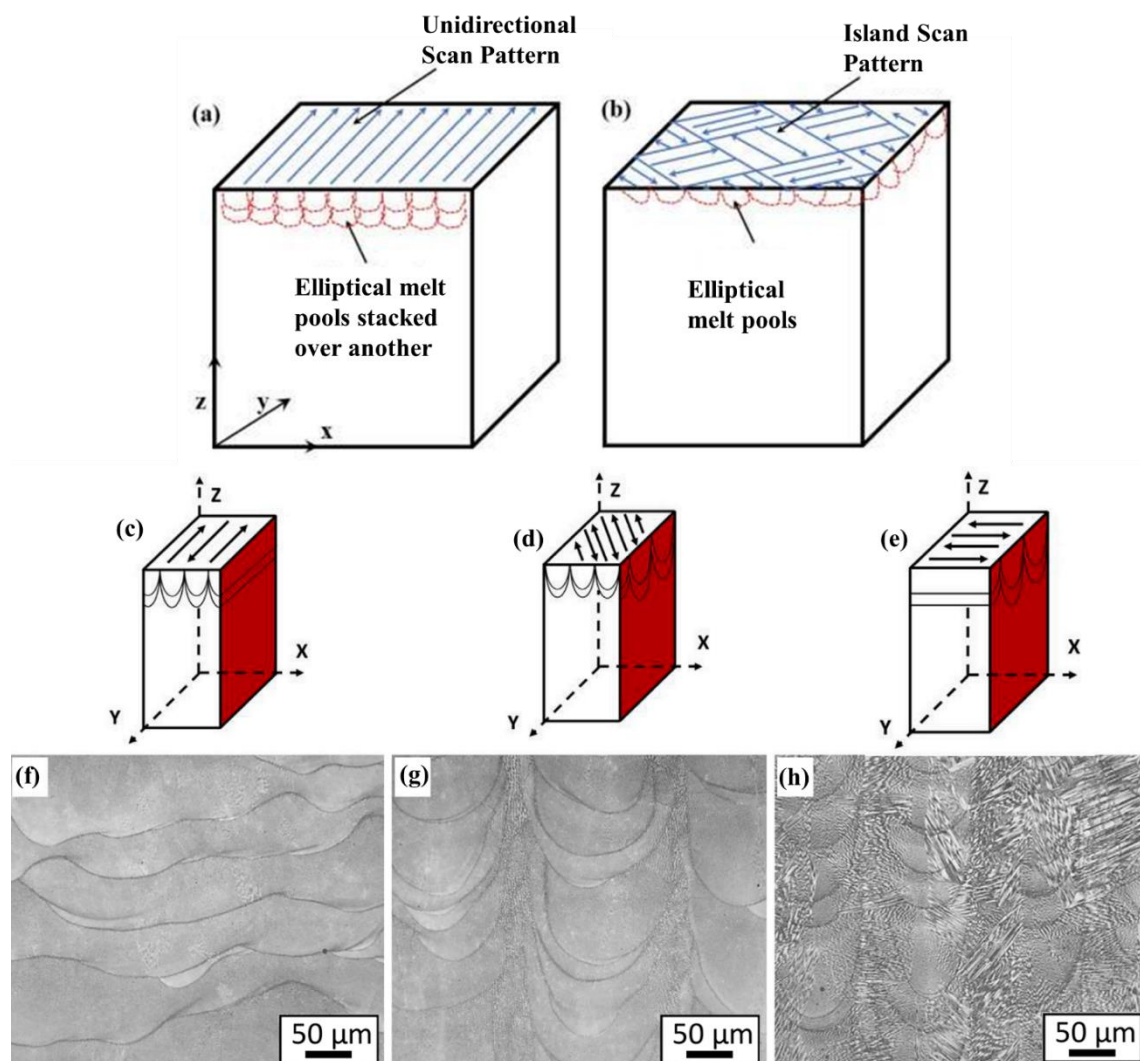 Unidirectional
Scan Pattern
Island Scan
Pattern
(a)
(b)
Elliptical melt
pools stacked
over another
Elliptical
melt pools
z
y
x
(c)
Z
X
Y
(d)
Z
X
Y
(e)
Z
X
Y
(f)
50 µm
(g)
50 µm
(h)
50 µm